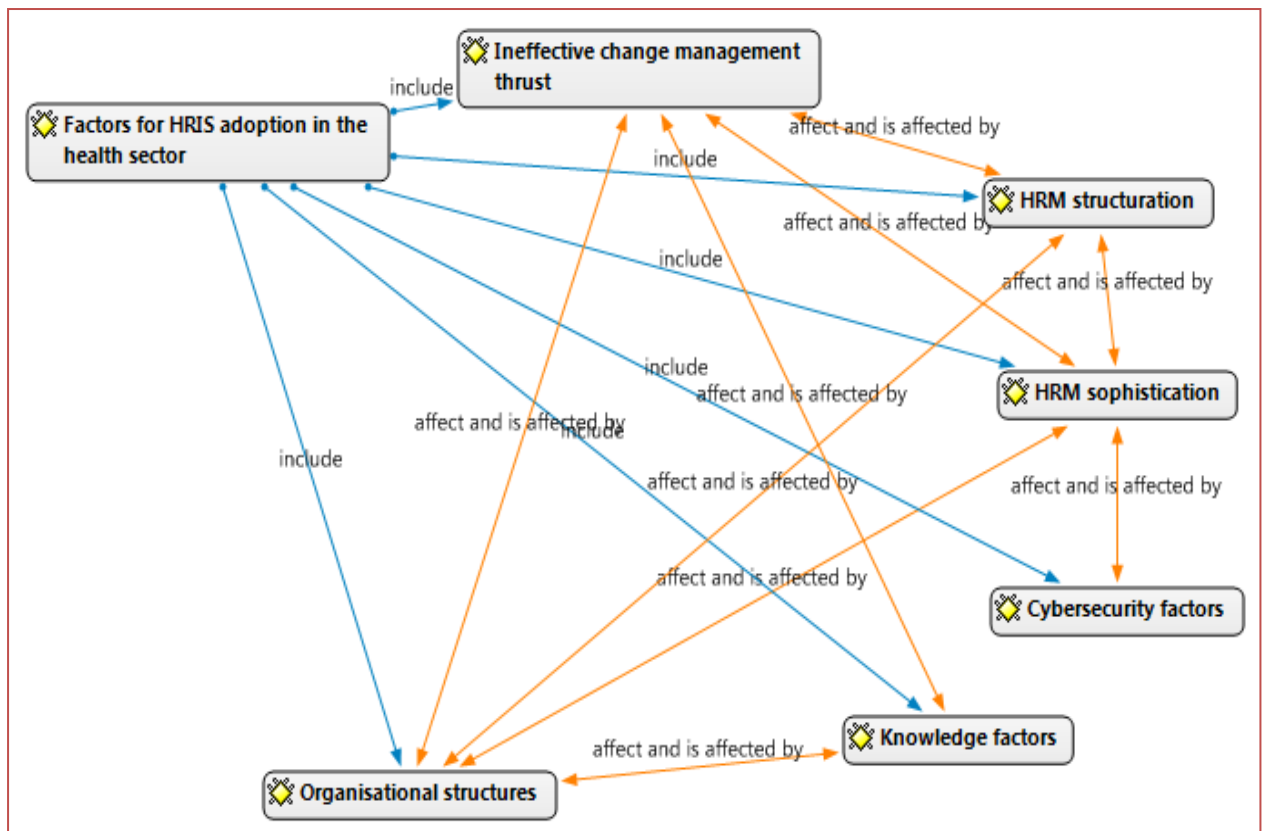 Ineffective change management
thrust
include
Factors for HRIS adoption in the
health sector
affect and is affected by
include
HRM structuration
affect and is affected by
include
affect and is affected by
include
HRM sophistication
affect and is affected by
affect and is affected by
include
include
affect and is affected by
affect and is affected by
affect and is affected by
Cybersecurity factors
Knowledge factors
affect and is affected by
Organisational structures